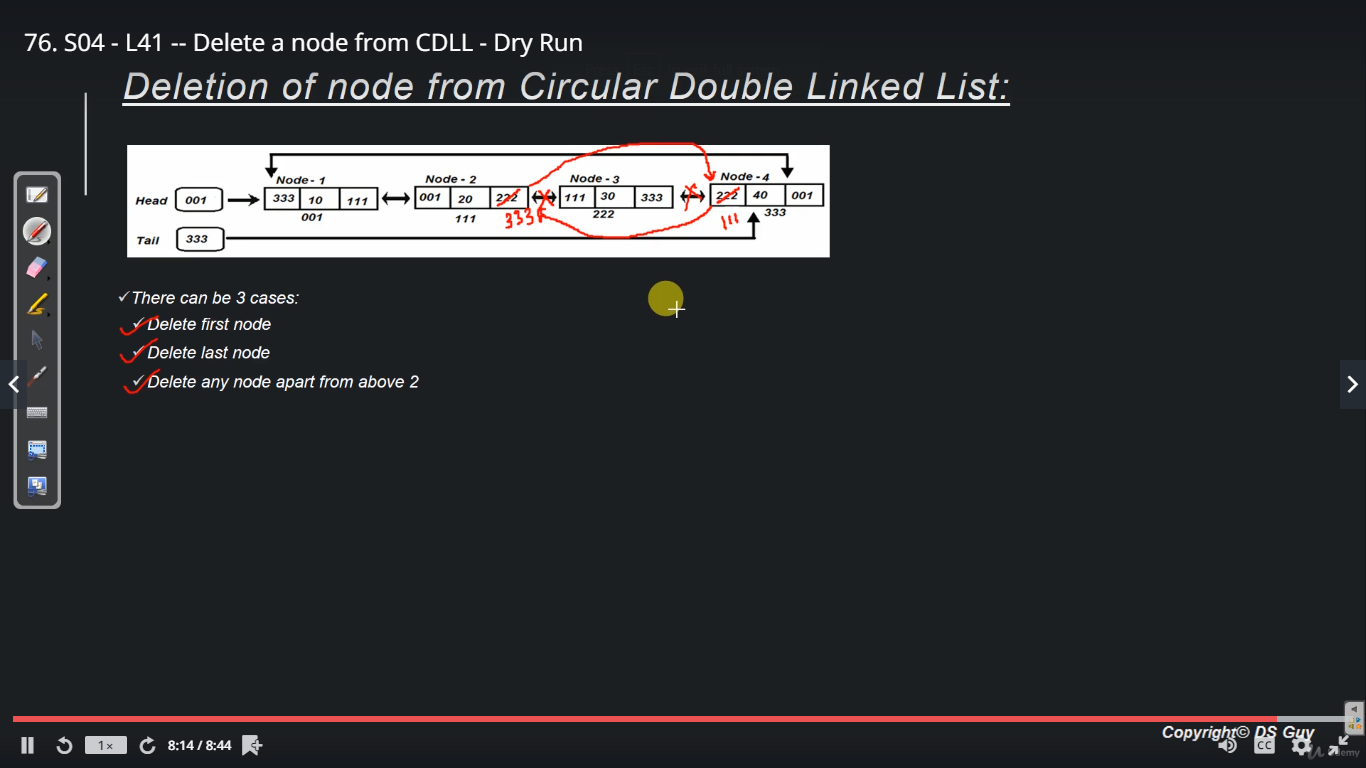 76. S04 - L41 -- Delete a node from CDLL - Dry Run
Deletion of node from Circular Double Linked List:
Node-1 Node-2 Node-3 Node-4
Head 001 333 10 111 001 20 222 111 30 333 222 40 001
001 111 333 222 111 333
Tail 333
✓There can be 3 cases:
✓Delete first node
✓Delete last node
✓Delete any node apart from above 2
Copyright© DS Guy
1x 8:14 / 8:44 CC